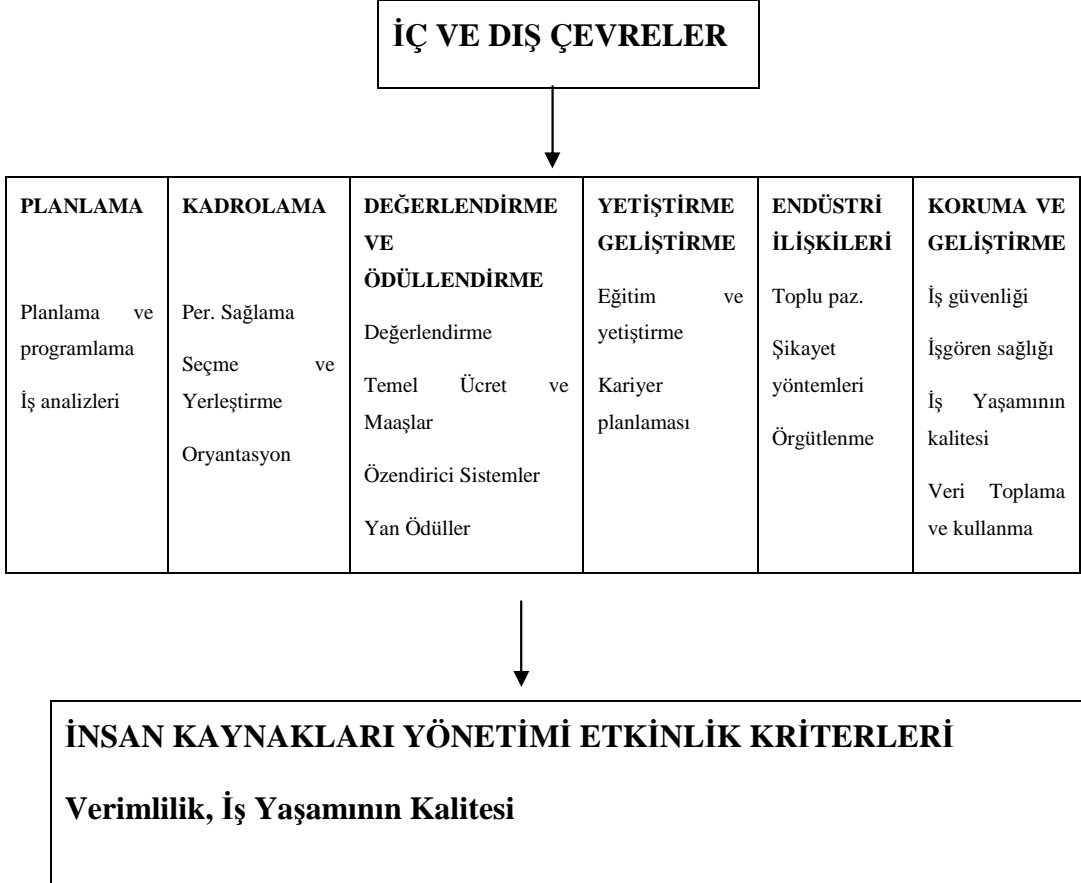 İÇ VE DIŞ ÇEVRELER
PLANLAMA
Planlama ve
programlama
İş analizleri
KADROLAMA
Per. Sağlama
Seçme ve
Yerleştirme
Oryantasyon
DEĞERLENDİRME
VE
ÖDÜLLENDİRME
Değerlendirme
Temel Ücret ve
Maaşlar
Özendirici Sistemler
Yan Ödüller
YETİŞTİRME
GELİŞTİRME
Eğitim ve
yetiştirme
Kariyer
planlaması
ENDÜSTRİ
İLİŞKİLERİ
Toplu paz.
Şikayet
yöntemleri
Örgütlenme
KORUMA VE
GELİŞTİRME
İş güvenliği
İşgören sağlığı
İş Yaşamının
kalitesi
Veri Toplama
ve kullanma
İNSAN KAYNAKLARI YÖNETİMİ ETKİNLİK KRİTERLERİ
Verimlilik, İş Yaşamının Kalitesi